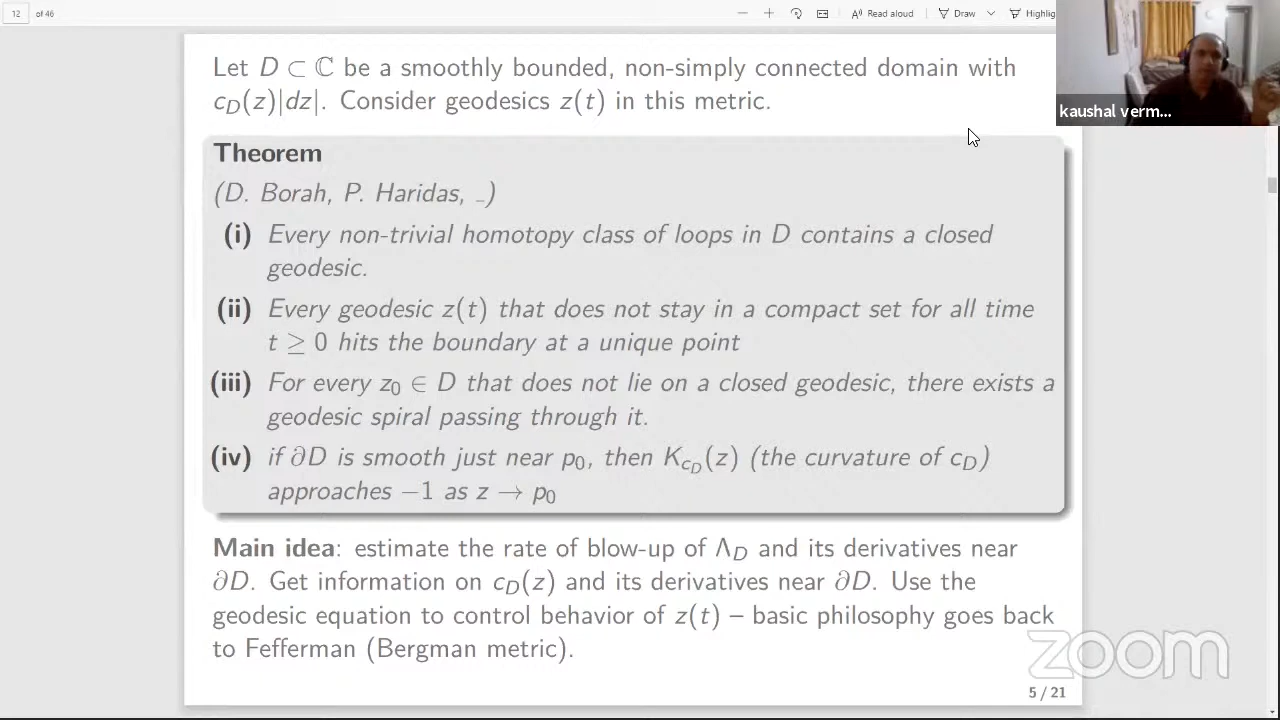 12 of 46
Read aloud
Draw
Highlig
Let D ⊂ ℂ be a smoothly bounded, non-simply connected domain with
c_D(z)|dz|. Consider geodesics z(t) in this metric.
kaushal verm...
Theorem
(D. Borah, P. Haridas, _)
(i) Every non-trivial homotopy class of loops in D contains a closed
geodesic.
(ii) Every geodesic z(t) that does not stay in a compact set for all time
t ≥ 0 hits the boundary at a unique point
(iii) For every z₀ ∈ D that does not lie on a closed geodesic, there exists a
geodesic spiral passing through it.
(iv) if ∂D is smooth just near p₀, then K_{c_D}(z) (the curvature of c_D)
approaches −1 as z → p₀
Main idea: estimate the rate of blow-up of Λ_D and its derivatives near
∂D. Get information on c_D(z) and its derivatives near ∂D. Use the
geodesic equation to control behavior of z(t) – basic philosophy goes back
to Fefferman (Bergman metric).
zoom
5 / 21